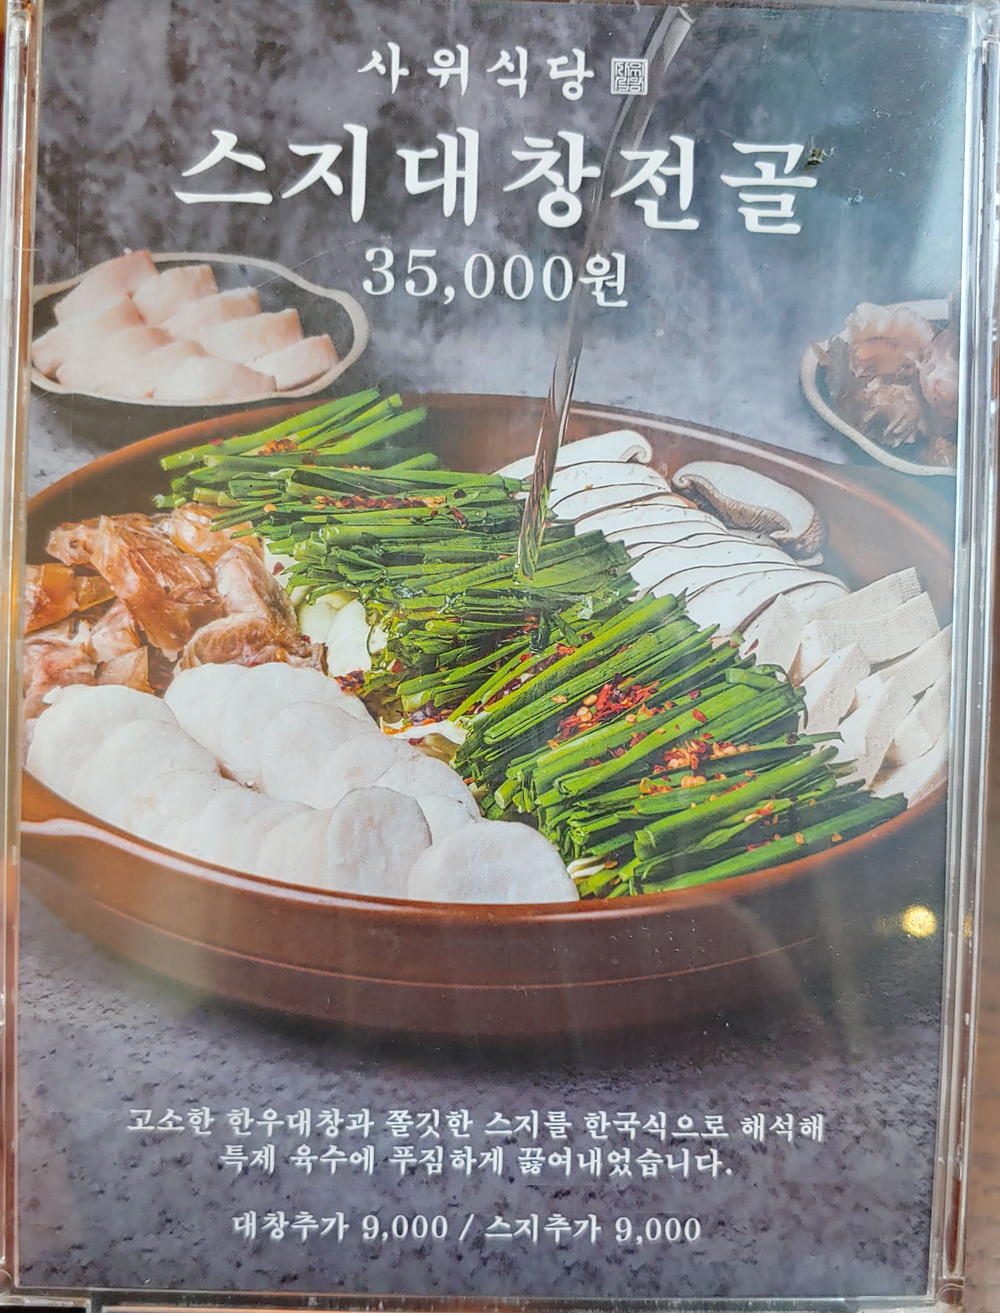 사위식당
스지대창전골
35,000원
고소한 한우대창과 쫄깃한 스지를 한국식으로 해석해
특제 육수에 푸짐하게 끓여내었습니다.
대창추가 9,000 / 스지추가 9,000